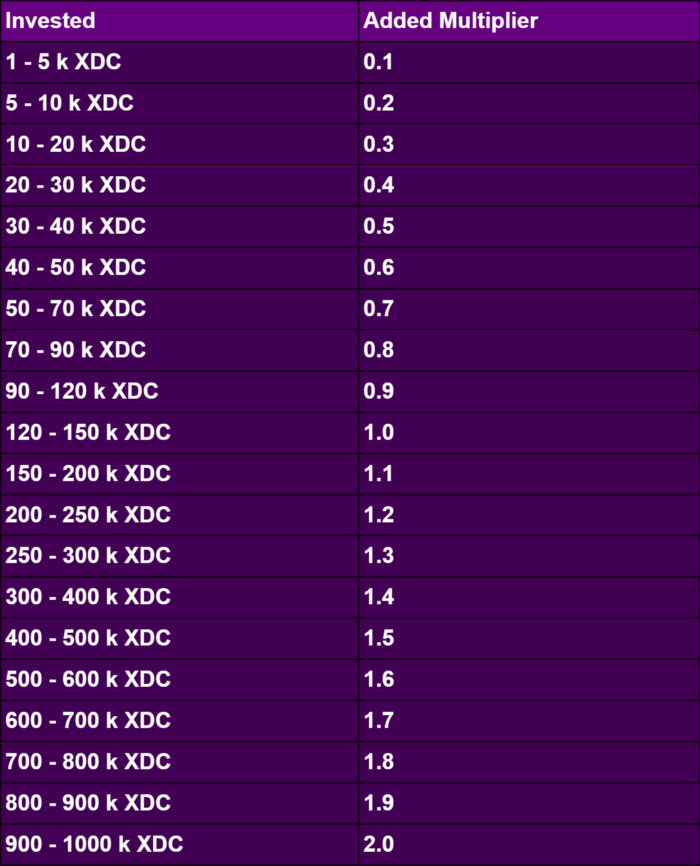 Invested Added Multiplier
1 - 5 k XDC 0.1
5 - 10 k XDC 0.2
10 - 20 k XDC 0.3
20 - 30 k XDC 0.4
30 - 40 k XDC 0.5
40 - 50 k XDC 0.6
50 - 70 k XDC 0.7
70 - 90 k XDC 0.8
90 - 120 k XDC 0.9
120 - 150 k XDC 1.0
150 - 200 k XDC 1.1
200 - 250 k XDC 1.2
250 - 300 k XDC 1.3
300 - 400 k XDC 1.4
400 - 500 k XDC 1.5
500 - 600 k XDC 1.6
600 - 700 k XDC 1.7
700 - 800 k XDC 1.8
800 - 900 k XDC 1.9
900 - 1000 k XDC 2.0